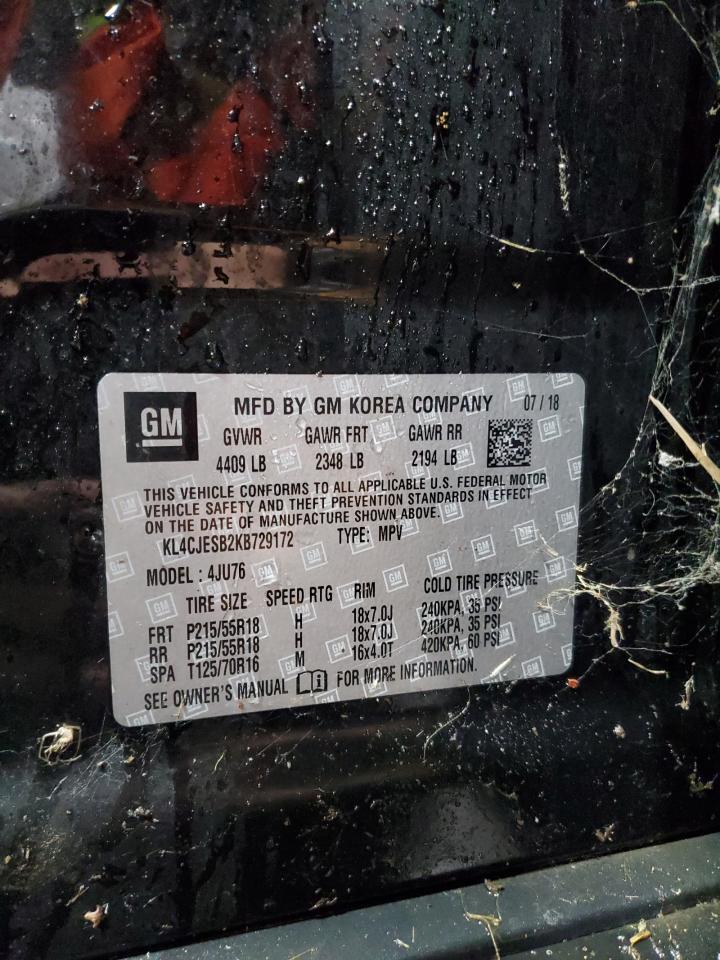 GM MFD BY GM KOREA COMPANY 07 / 18
GVWR GAWR FRT GAWR RR
4409 LB 2348 LB 2194 LB
THIS VEHICLE CONFORMS TO ALL APPLICABLE U.S. FEDERAL MOTOR
VEHICLE SAFETY AND THEFT PREVENTION STANDARDS IN EFFECT
ON THE DATE OF MANUFACTURE SHOWN ABOVE.
KL4CJESB2KB729172 TYPE: MPV
MODEL : 4JU76
TIRE SIZE SPEED RTG RIM COLD TIRE PRESSURE
FRT P215/55R18 H 18x7.0J 240KPA, 35 PSI
RR P215/55R18 H 18x7.0J 240KPA, 35 PSI
SPA T125/70R16 M 16x4.0T 420KPA, 60 PSI
SEE OWNER'S MANUAL FOR MORE INFORMATION.